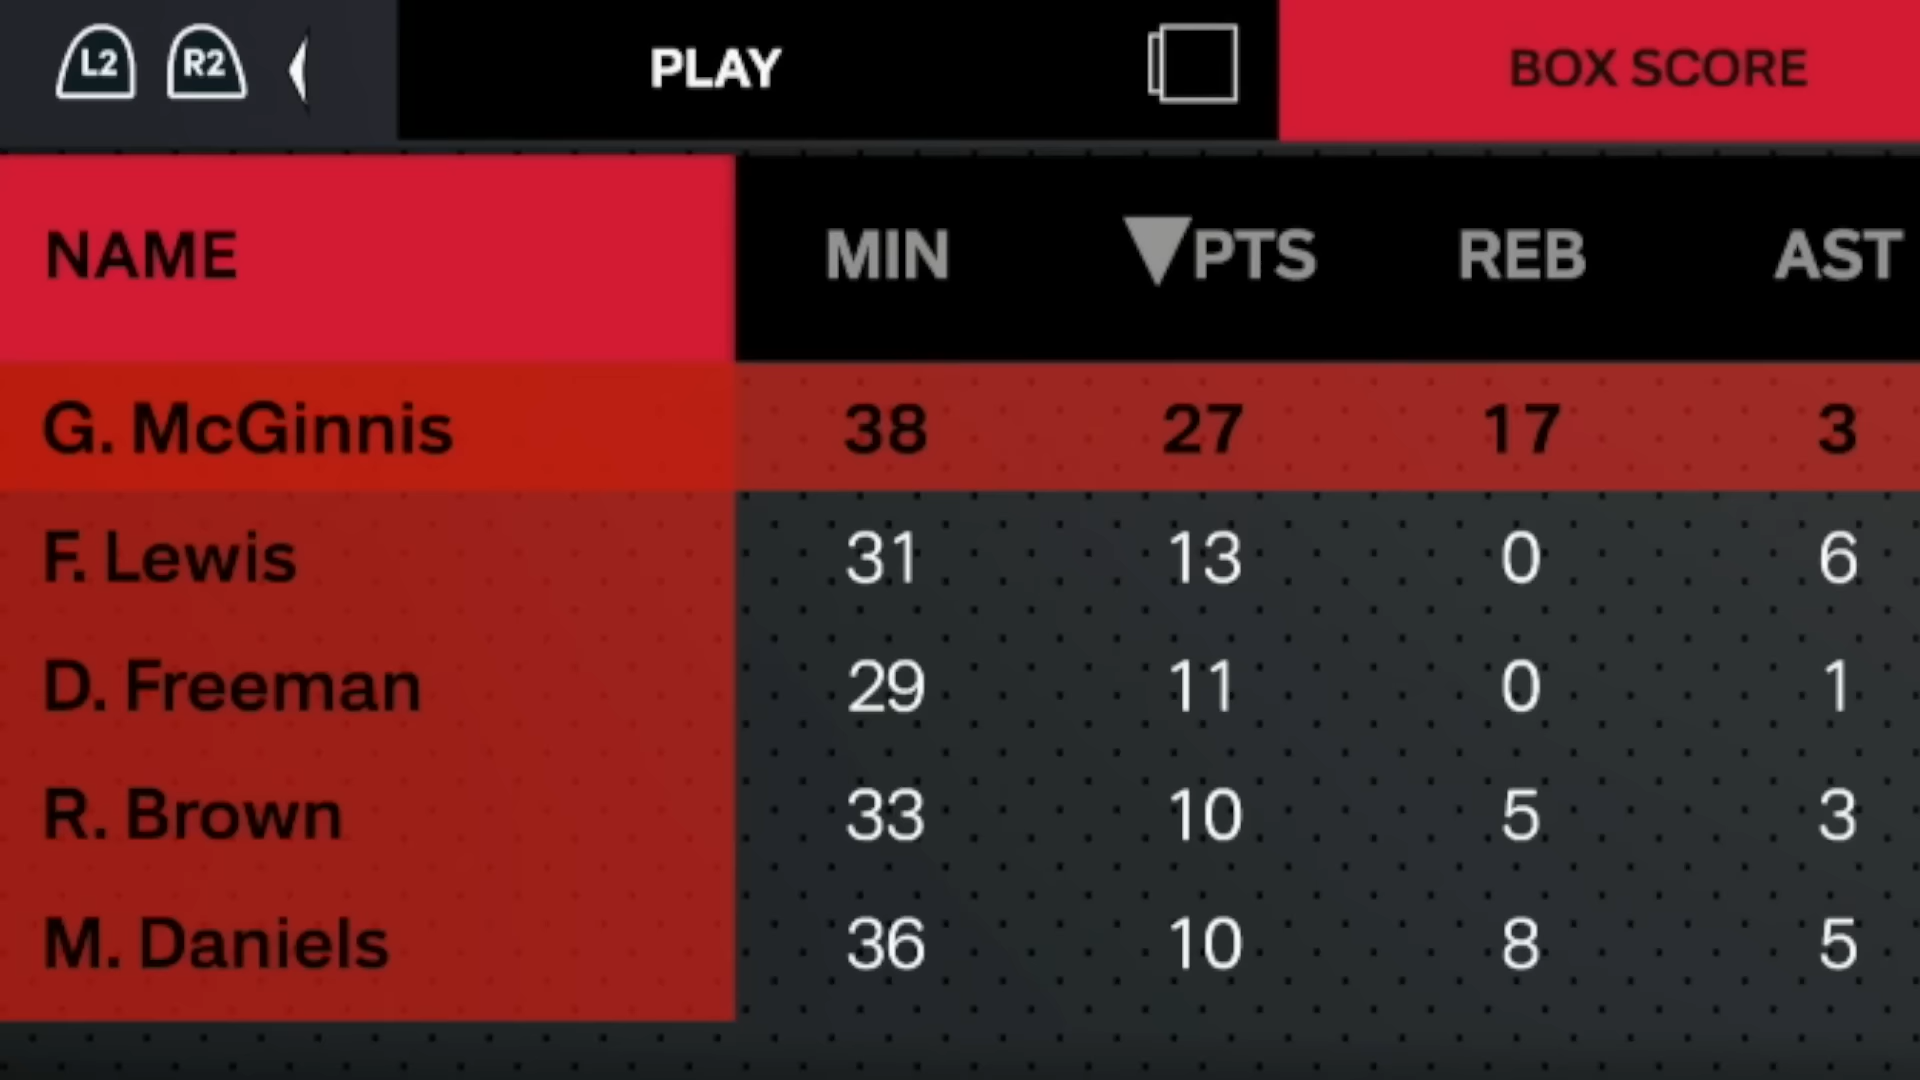 L2 R2 PLAY BOX SCORE
NAME MIN PTS REB AST
G. McGinnis 38 27 17 3
F. Lewis 31 13 0 6
D. Freeman 29 11 0 1
R. Brown 33 10 5 3
M. Daniels 36 10 8 5